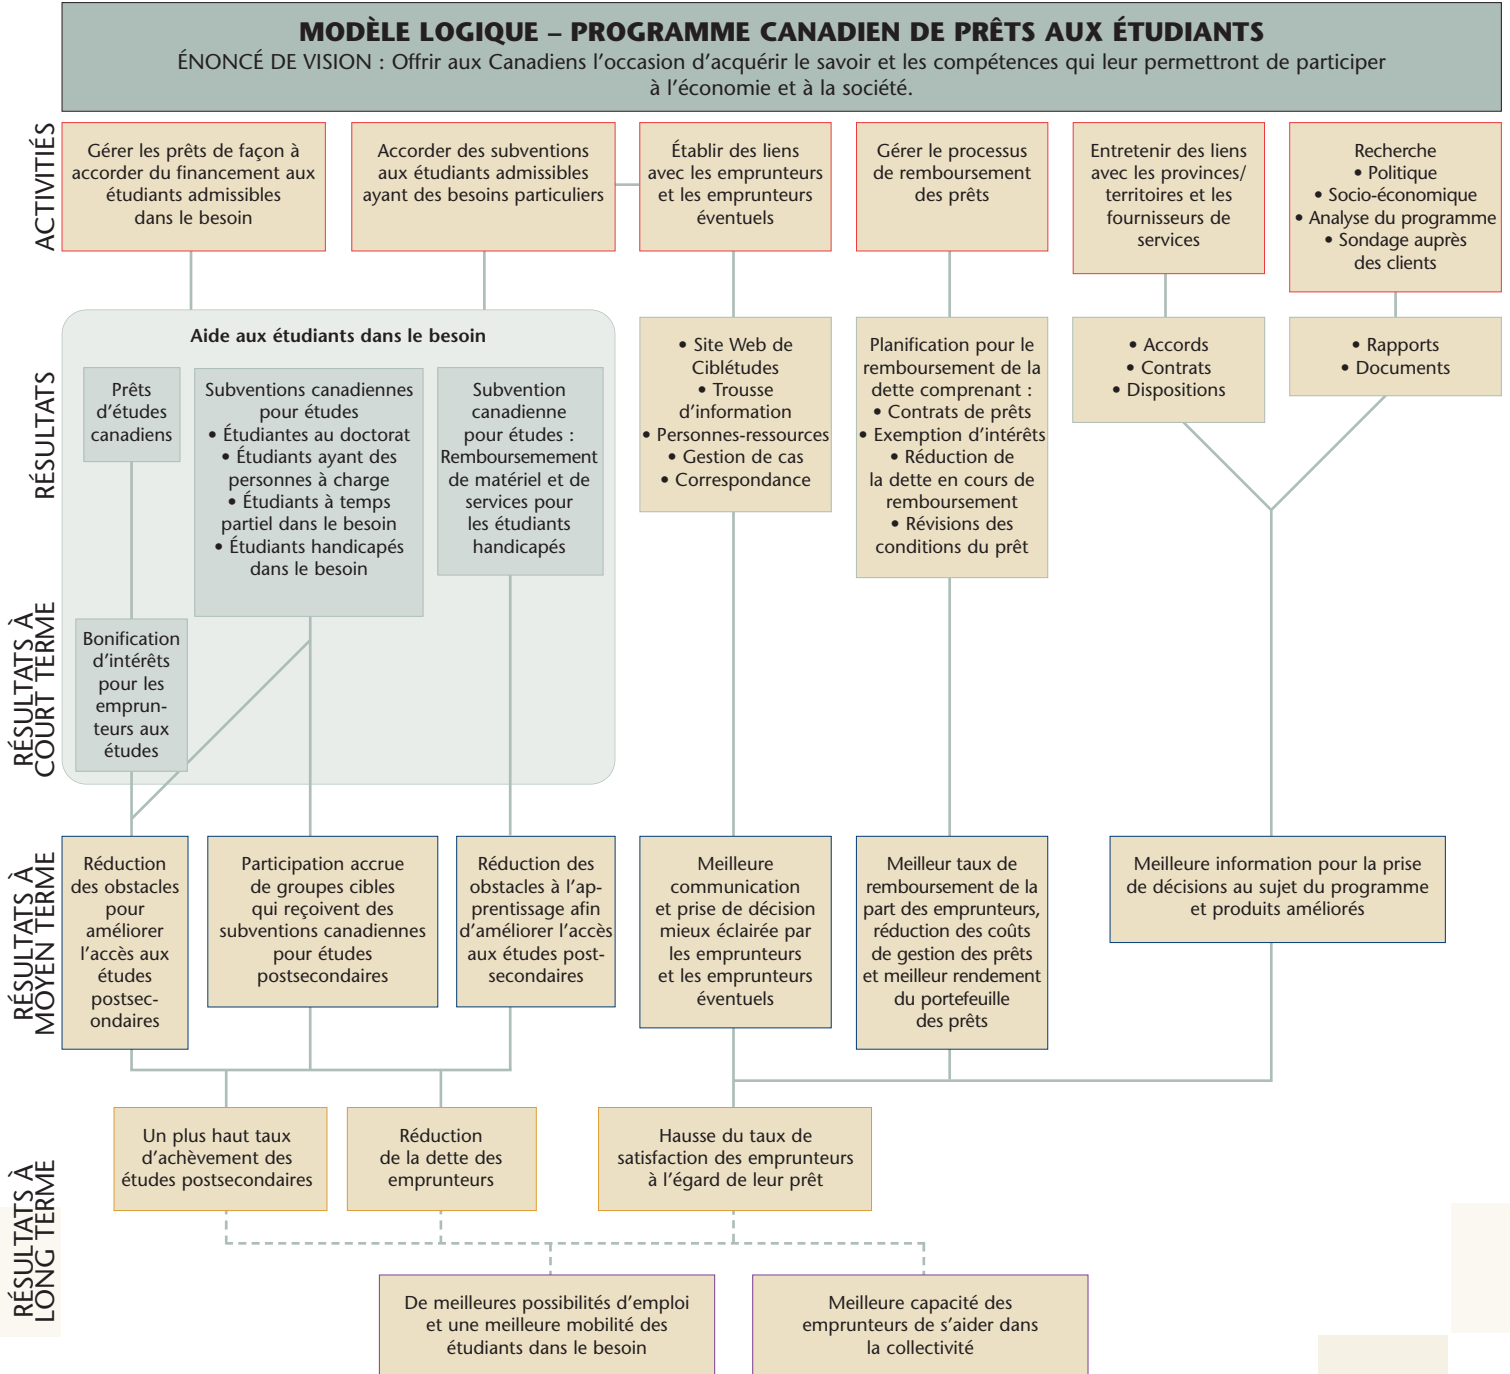 MODÈLE LOGIQUE – PROGRAMME CANADIEN DE PRÊTS AUX ÉTUDIANTS
ÉNONCÉ DE VISION : Offrir aux Canadiens l'occasion d'acquérir le savoir et les compétences qui leur permettront de participer
à l'économie et à la société.
ACTIVITIÉS
Gérer les prêts de façon à
accorder du financement aux
étudiants admissibles
dans le besoin
Accorder des subventions
aux étudiants admissibles
ayant des besoins particuliers
Établir des liens
avec les emprunteurs
et les emprunteurs
éventuels
Gérer le processus
de remboursement
des prêts
Entretenir des liens
avec les provinces/
territoires et les
fournisseurs de
services
Recherche
• Politique
• Socio-économique
• Analyse du programme
• Sondage auprès
des clients
RÉSULTATS
Aide aux étudiants dans le besoin
Prêts
d'études
canadiens
Subventions canadiennes
pour études
• Étudiantes au doctorat
• Étudiants ayant des
personnes à charge
• Étudiants à temps
partiel dans le besoin
• Étudiants handicapés
dans le besoin
Subvention
canadienne
pour études :
Remboursemement
de matériel et de
services pour
les étudiants
handicapés
• Site Web de
Ciblétudes
• Trousse
d'information
• Personnes-ressources
• Gestion de cas
• Correspondance
Planification pour le
remboursement de la
dette comprenant :
• Contrats de prêts
• Exemption d'intérêts
• Réduction de
la dette en cours de
remboursement
• Révisions des
conditions du prêt
• Accords
• Contrats
• Dispositions
• Rapports
• Documents
RÉSULTATS À
COURT TERME
Bonification
d'intérêts
pour les
emprun-
teurs aux
études
RÉSULTATS À
MOYEN TERME
Réduction
des obstacles
pour
améliorer
l'accès aux
études
postsec-
ondaires
Participation accrue
de groupes cibles
qui reçoivent des
subventions canadiennes
pour études
postsecondaires
Réduction des
obstacles à l'ap-
prentissage afin
d'améliorer l'accès
aux études post-
secondaires
Meilleure
communication
et prise de décision
mieux éclairée par
les emprunteurs
et les emprunteurs
éventuels
Meilleur taux de
remboursement de la
part des emprunteurs,
réduction des coûts
de gestion des prêts
et meilleur rendement
du portefeuille
des prêts
Meilleure information pour la prise
de décisions au sujet du programme
et produits améliorés
RÉSULTATS À
LONG TERME
Un plus haut taux
d'achèvement des
études postsecondaires
Réduction
de la dette des
emprunteurs
Hausse du taux de
satisfaction des emprunteurs
à l'égard de leur prêt
De meilleures possibilités d'emploi
et une meilleure mobilité des
étudiants dans le besoin
Meilleure capacité des
emprunteurs de s'aider dans
la collectivité